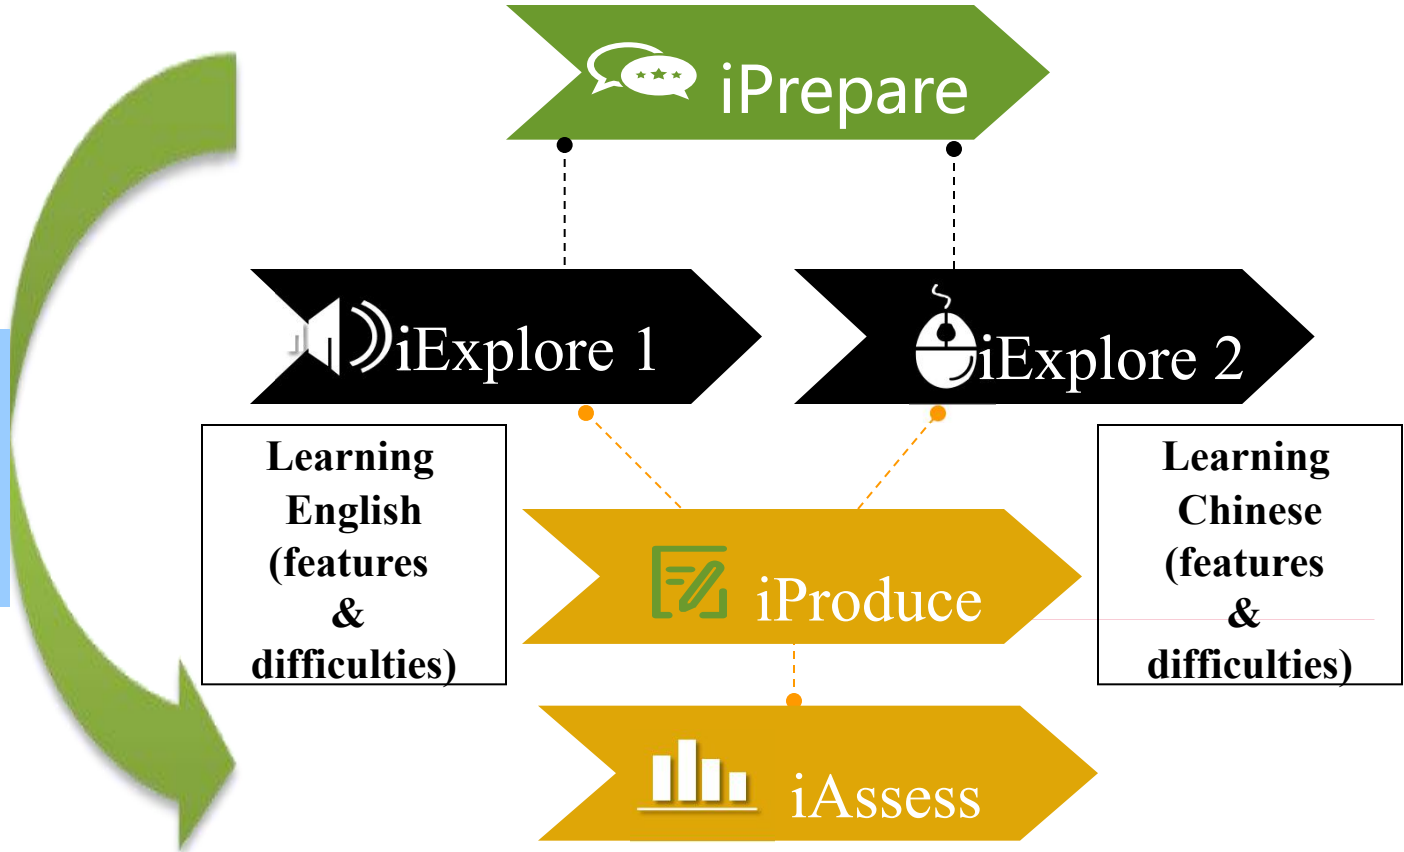 iPrepare
iExplore 1
iExplore 2
Learning
English
(features
&
difficulties)
Learning
Chinese
(features
&
difficulties)
iProduce
iAssess